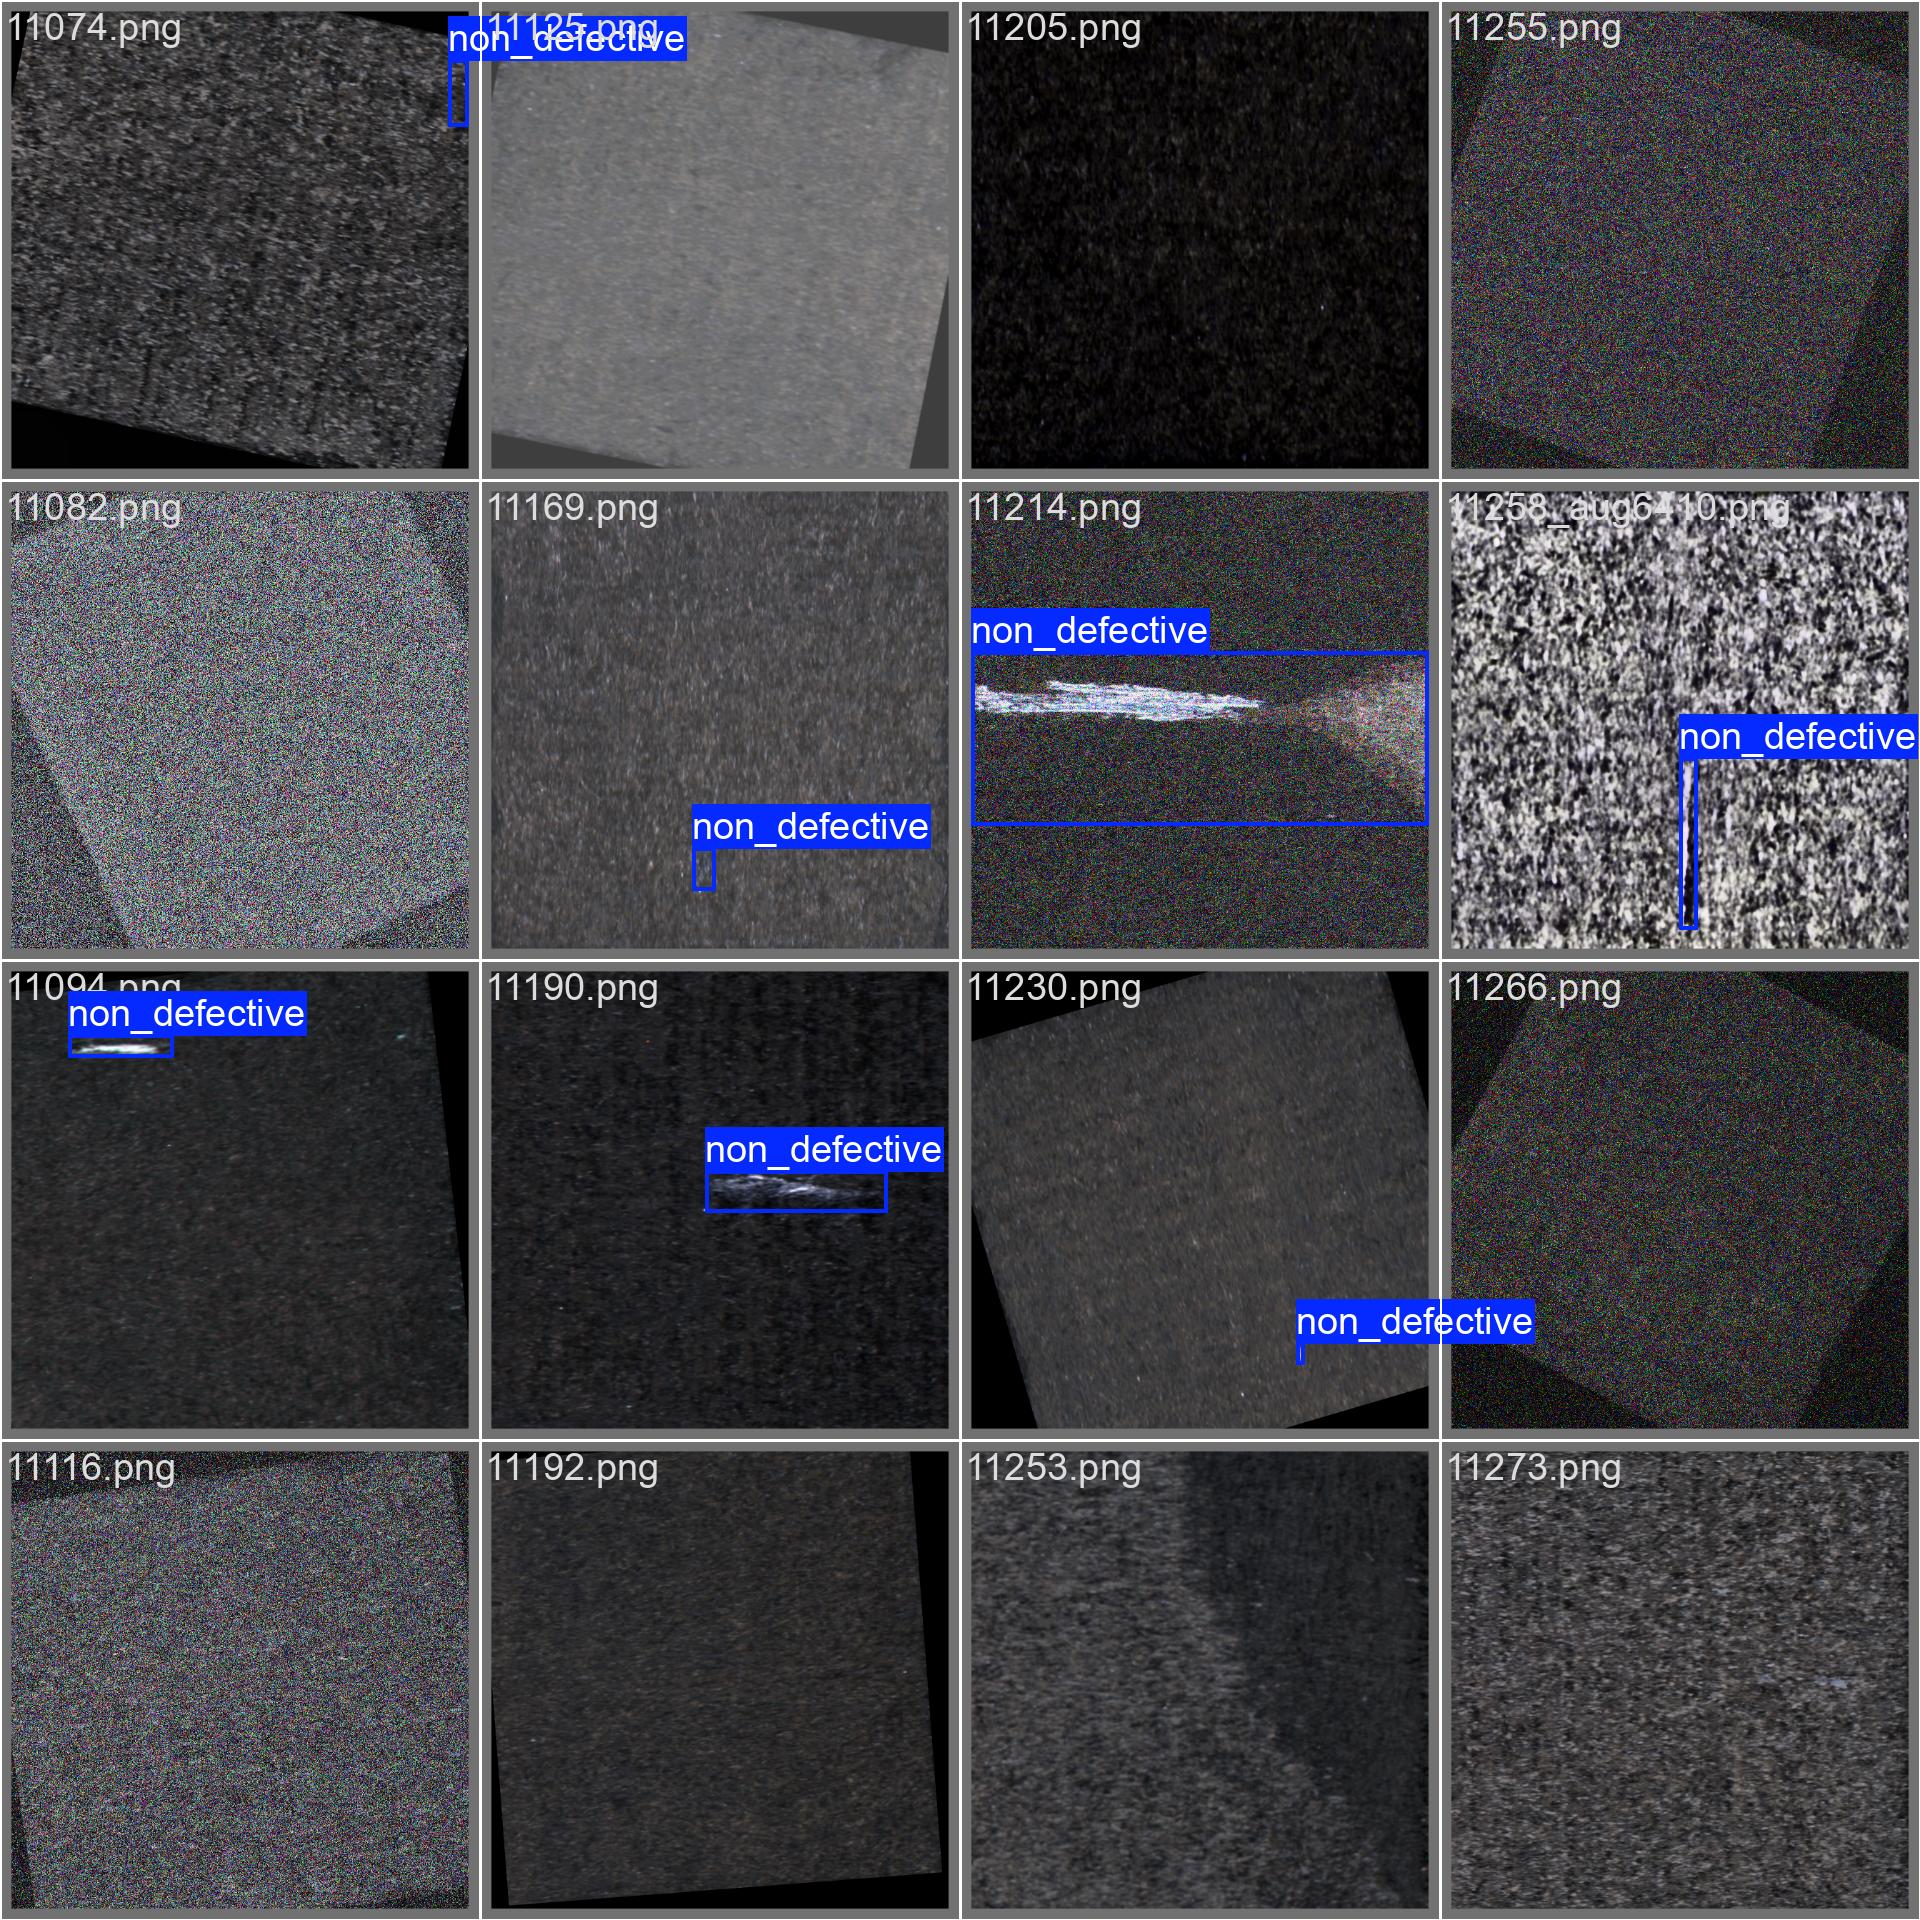 11074.png
non_defective
11125.png
11205.png
11255.png
11082.png
11169.png
11214.png
11258_aug6410.png
non_defective
non_defective
non_defective
11094.png
11190.png
11230.png
11266.png
non_defective
non_defective
non_defective
11116.png
11192.png
11253.png
11273.png